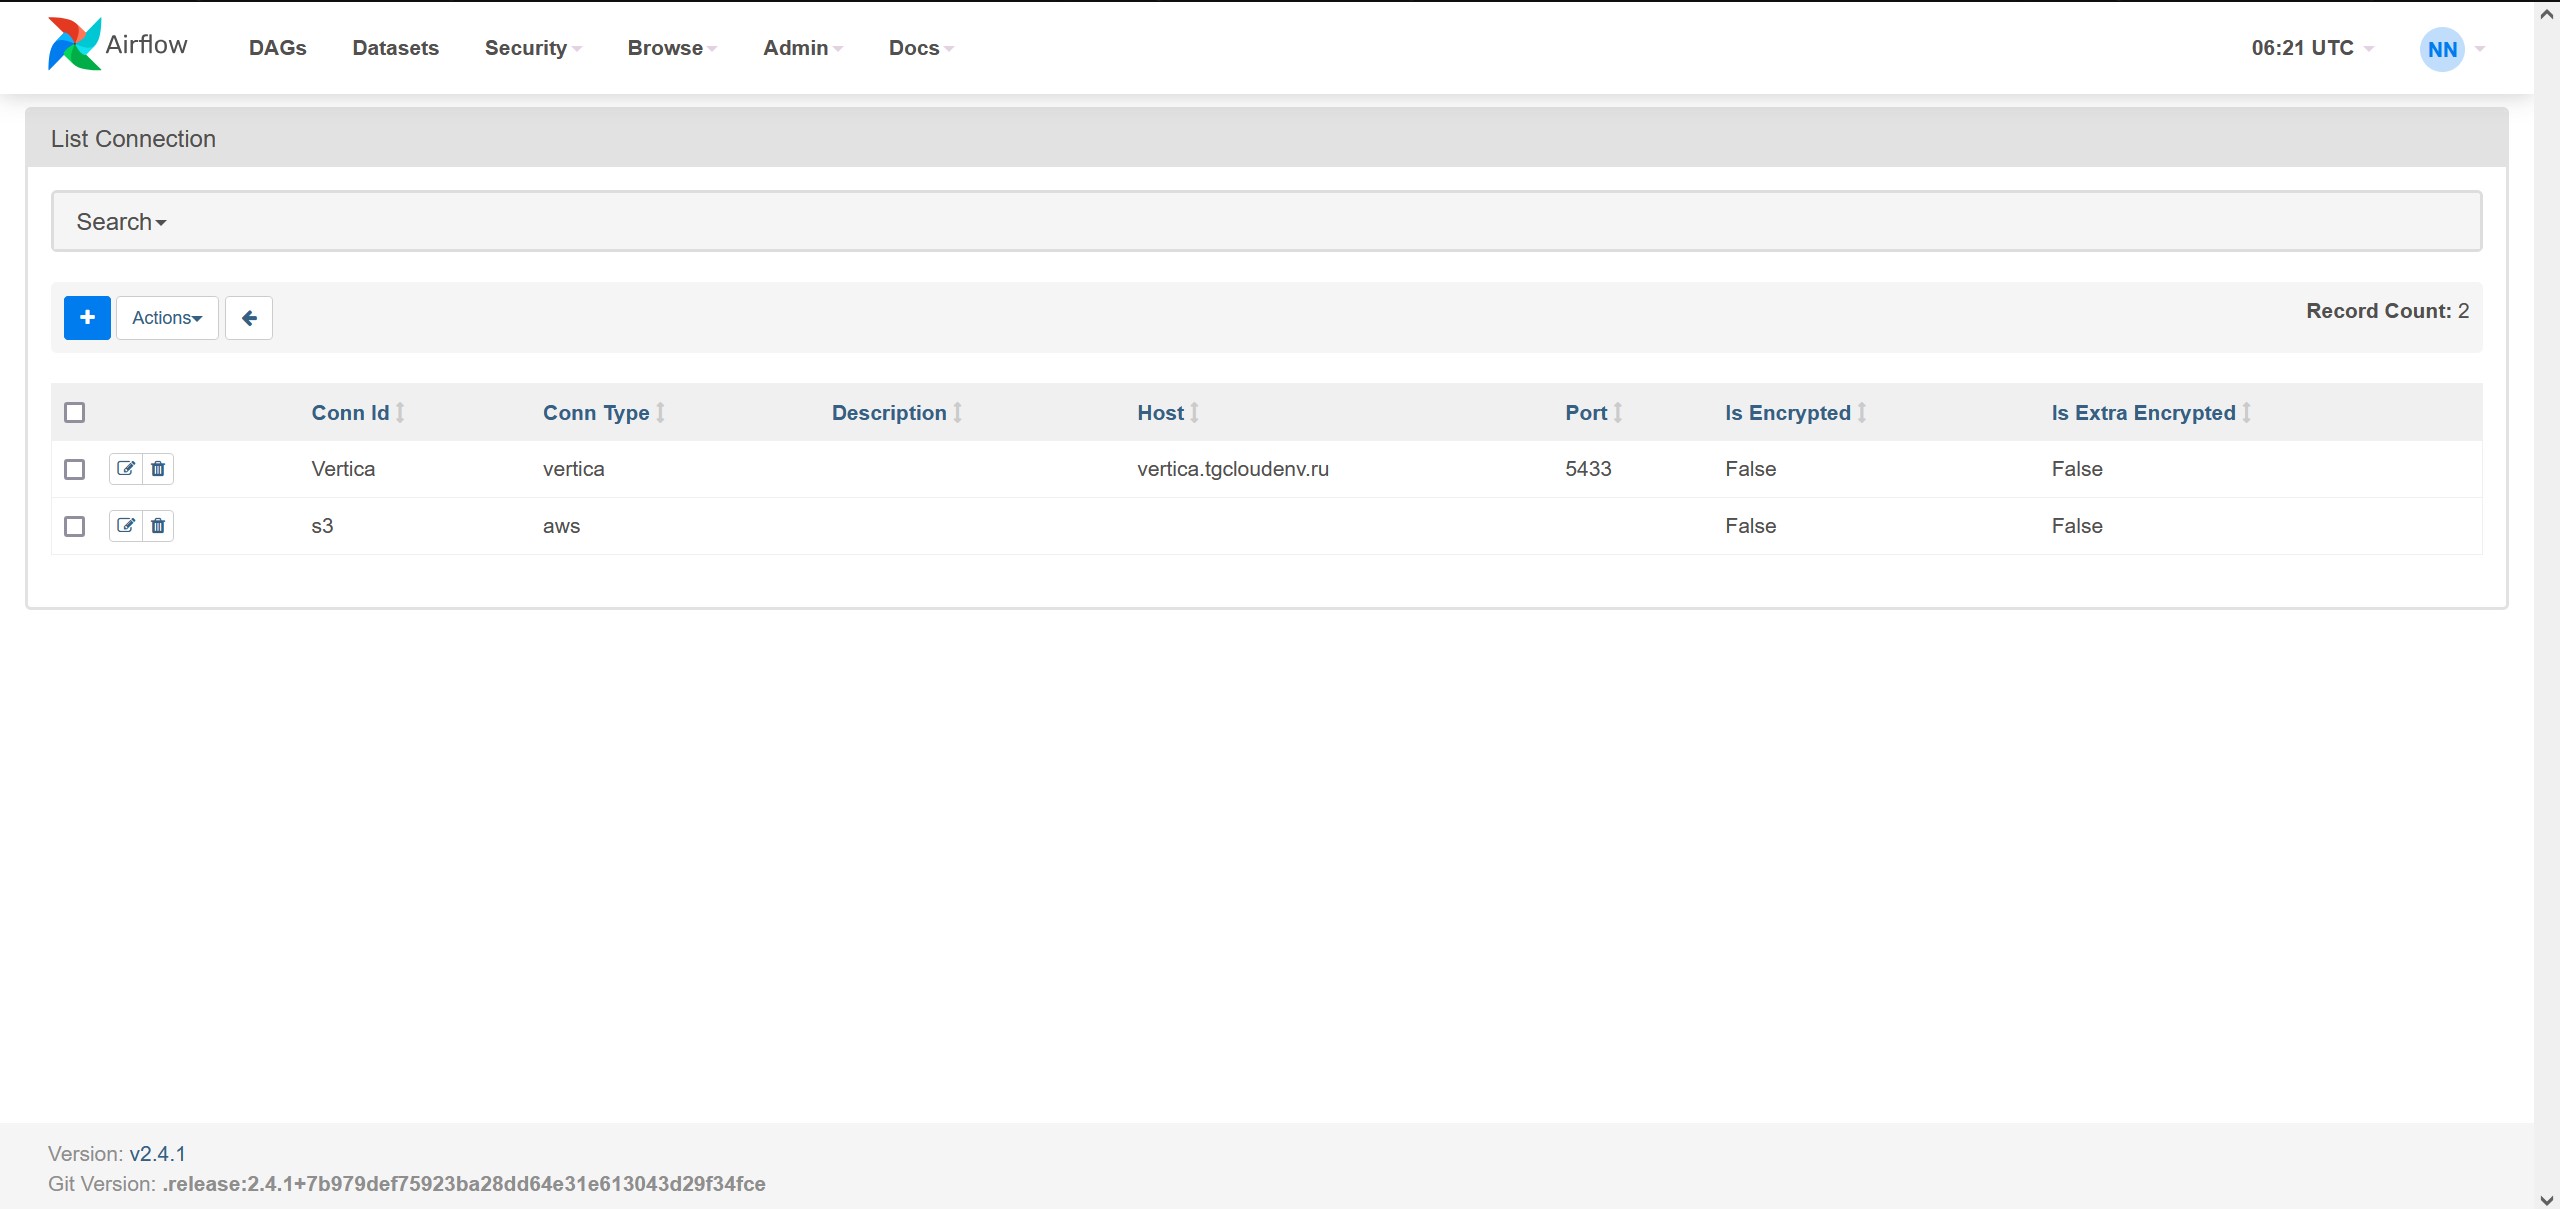 Airflow DAGs Datasets Security Browse Admin Docs 06:21 UTC NN
List Connection
Search
Actions Record Count: 2
Conn Id Conn Type Description Host Port Is Encrypted Is Extra Encrypted
Vertica vertica vertica.tgcloudenv.ru 5433 False False
s3 aws False False
Version: v2.4.1
Git Version: .release:2.4.1+7b979def75923ba28dd64e31e613043d29f34fce